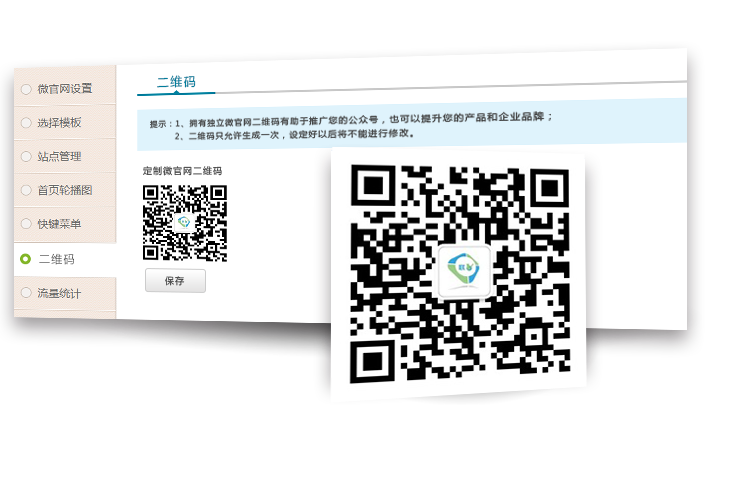 微官网设置
选择模板
站点管理
首页轮播图
快键菜单
二维码
流量统计
二维码
提示：1、拥有独立微官网二维码有助于推广您的公众号，也可以提升您的产品和企业品牌；
2、二维码只允许生成一次，设定好以后将不能进行修改。
定制微官网二维码
保存